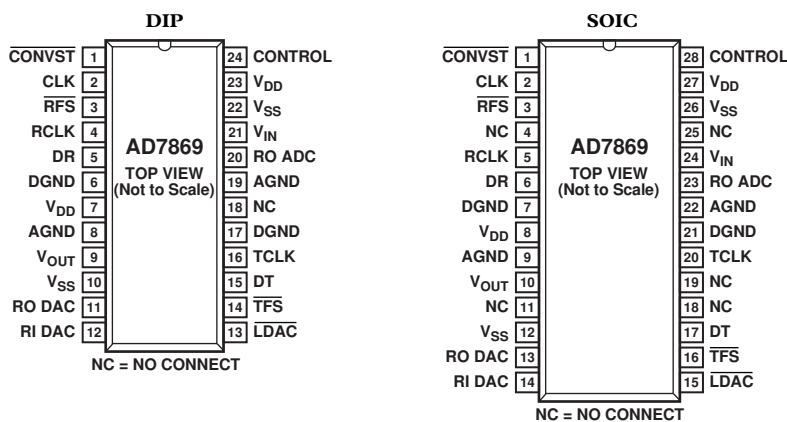 DIP
CONVST 1 24 CONTROL
CLK 2 23 VDD
RFS 3 22 VSS
RCLK 4 21 VIN
DR 5 20 RO ADC
DGND 6 19 AGND
VDD 7 18 NC
AGND 8 17 DGND
VOUT 9 16 TCLK
VSS 10 15 DT
RO DAC 11 14 TFS
RI DAC 12 13 LDAC
AD7869
TOP VIEW
(Not to Scale)
NC = NO CONNECT
SOIC
CONVST 1 28 CONTROL
CLK 2 27 VDD
RFS 3 26 VSS
NC 4 25 NC
RCLK 5 24 VIN
DR 6 23 RO ADC
DGND 7 22 AGND
VDD 8 21 DGND
AGND 9 20 TCLK
VOUT 10 19 NC
NC 11 18 NC
VSS 12 17 DT
RO DAC 13 16 TFS
RI DAC 14 15 LDAC
AD7869
TOP VIEW
(Not to Scale)
NC = NO CONNECT